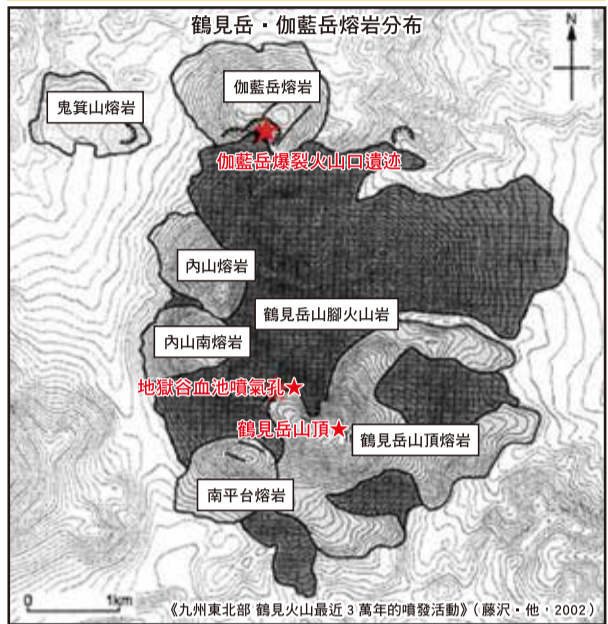 鶴見岳・伽藍岳熔岩分布
N
伽藍岳熔岩
鬼箕山熔岩
伽藍岳爆裂火山口遺迹
內山熔岩
鶴見岳山腳火山岩
內山南熔岩
地獄谷血池噴氣孔★
鶴見岳山頂★
鶴見岳山頂熔岩
南平台熔岩
0 1km
《九州東北部 鶴見火山最近 3 萬年的噴發活動》（藤沢・他，2002）